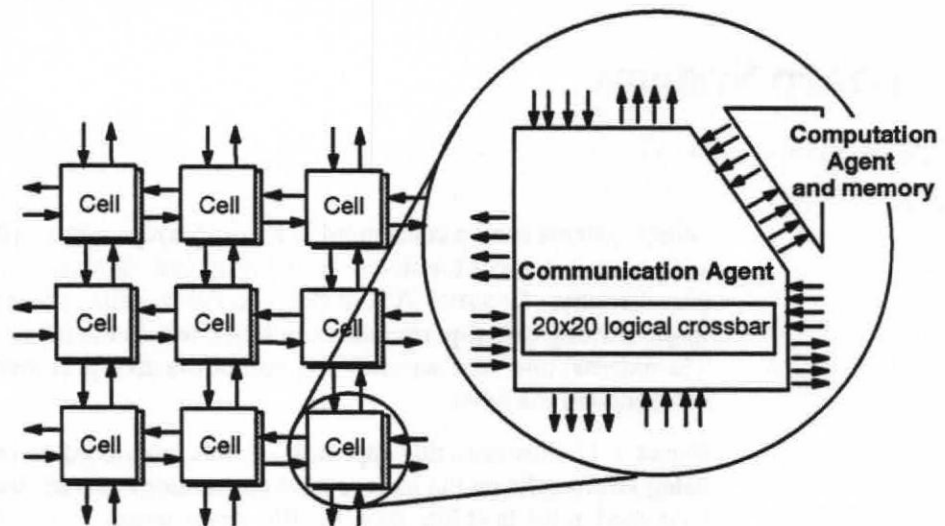 Computation
Agent
and memory
Cell Cell Cell
Communication Agent
20x20 logical crossbar
Cell Cell Cell
Cell Cell Cell